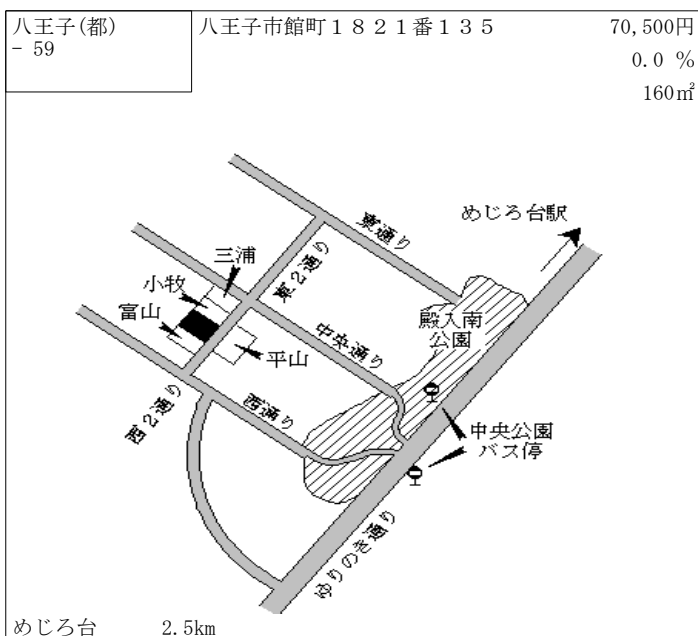 八王子(都)
- 59
八王子市館町１８２１番１３５
70,500円
0.0 %
160㎡
めじろ台駅
東通り
三浦
東２通り
小牧
富山
殿入南
公園
中央通り
平山
西２通り
西通り
中央公園
バス停
ゆりのき通り
めじろ台 2.5km